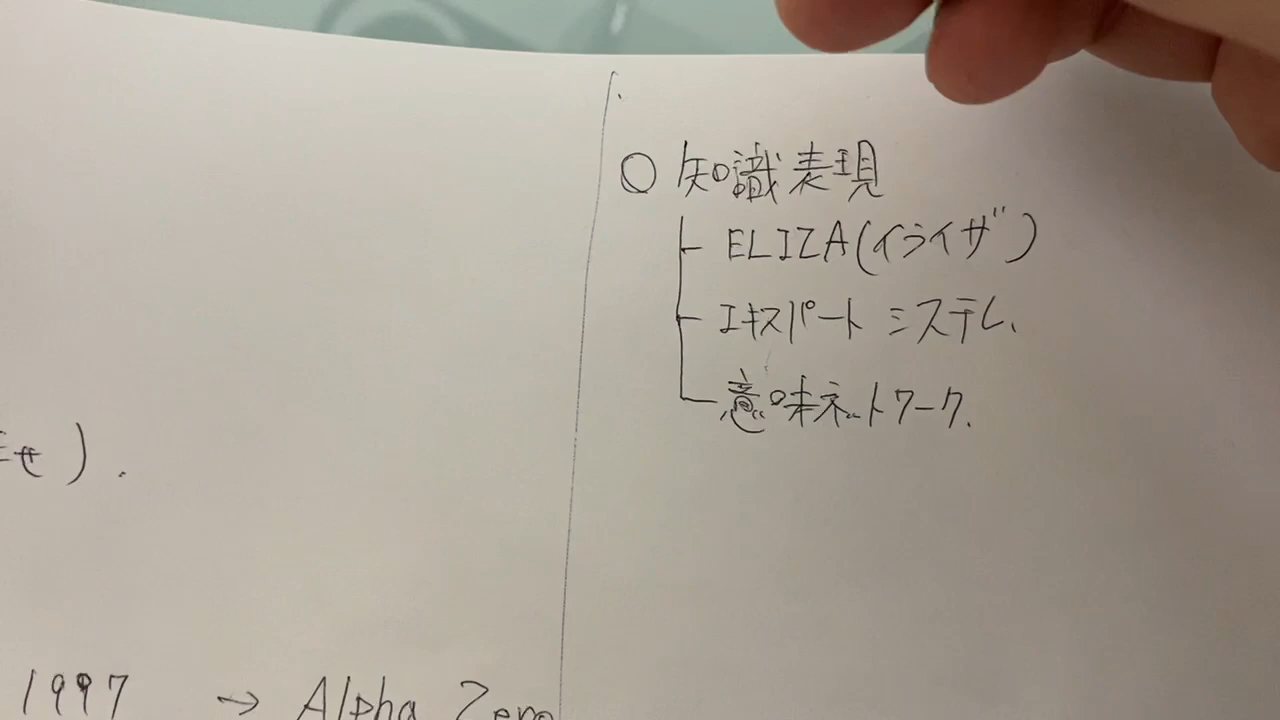 ○ 知識表現
ELIZA(イライザ)
エキスパート システム
意味ネットワーク.
せ).
1997 → Alpha Zero